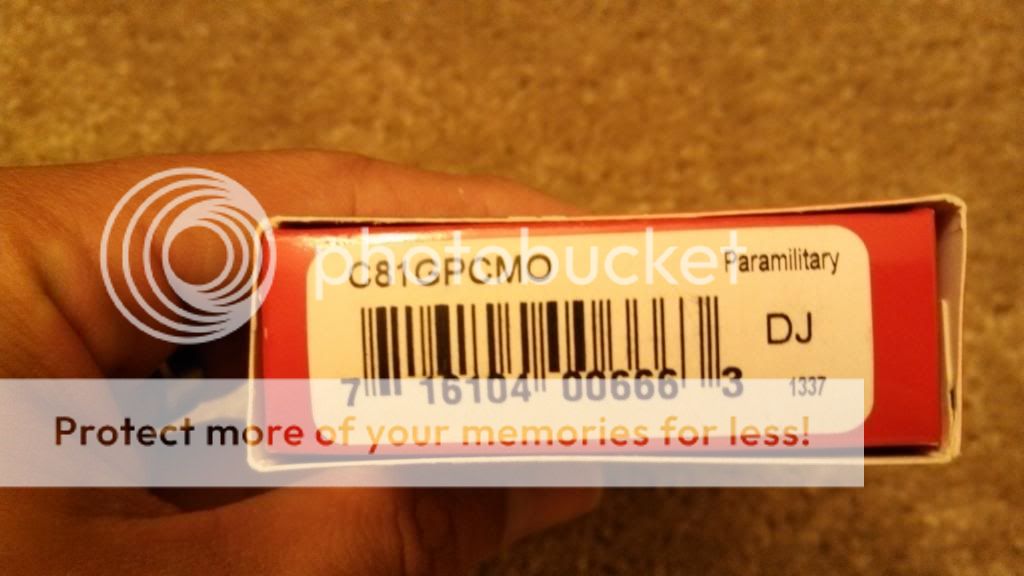 photobucket
C81GPCMO
Paramilitary
DJ
7 16104 00666 3
1337
Protect more of your memories for less!